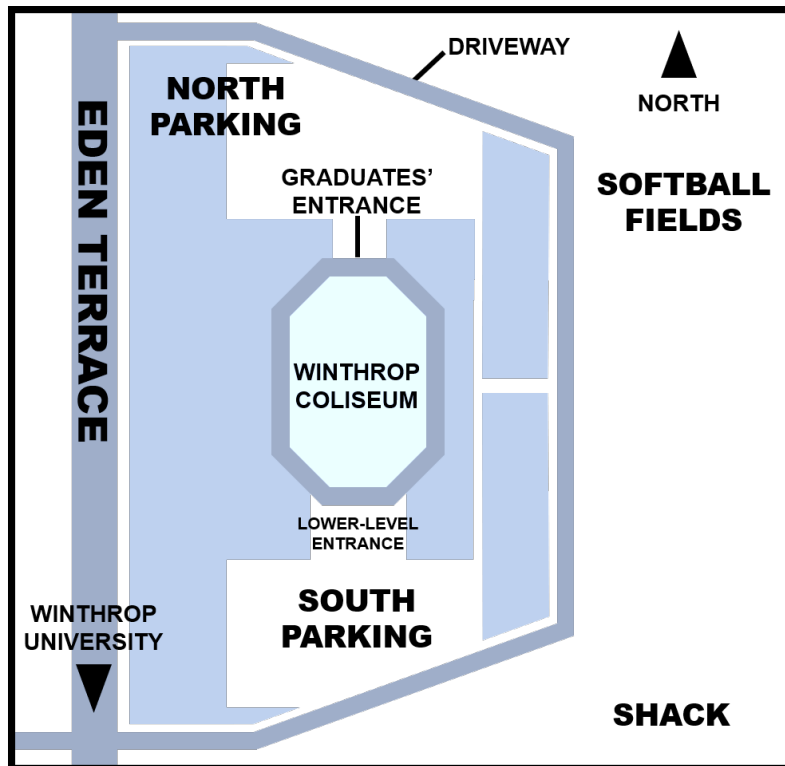 DRIVEWAY
NORTH
NORTH
PARKING
EDEN TERRACE
SOFTBALL
FIELDS
GRADUATES'
ENTRANCE
WINTHROP
COLISEUM
LOWER-LEVEL
ENTRANCE
SOUTH
PARKING
WINTHROP
UNIVERSITY
SHACK